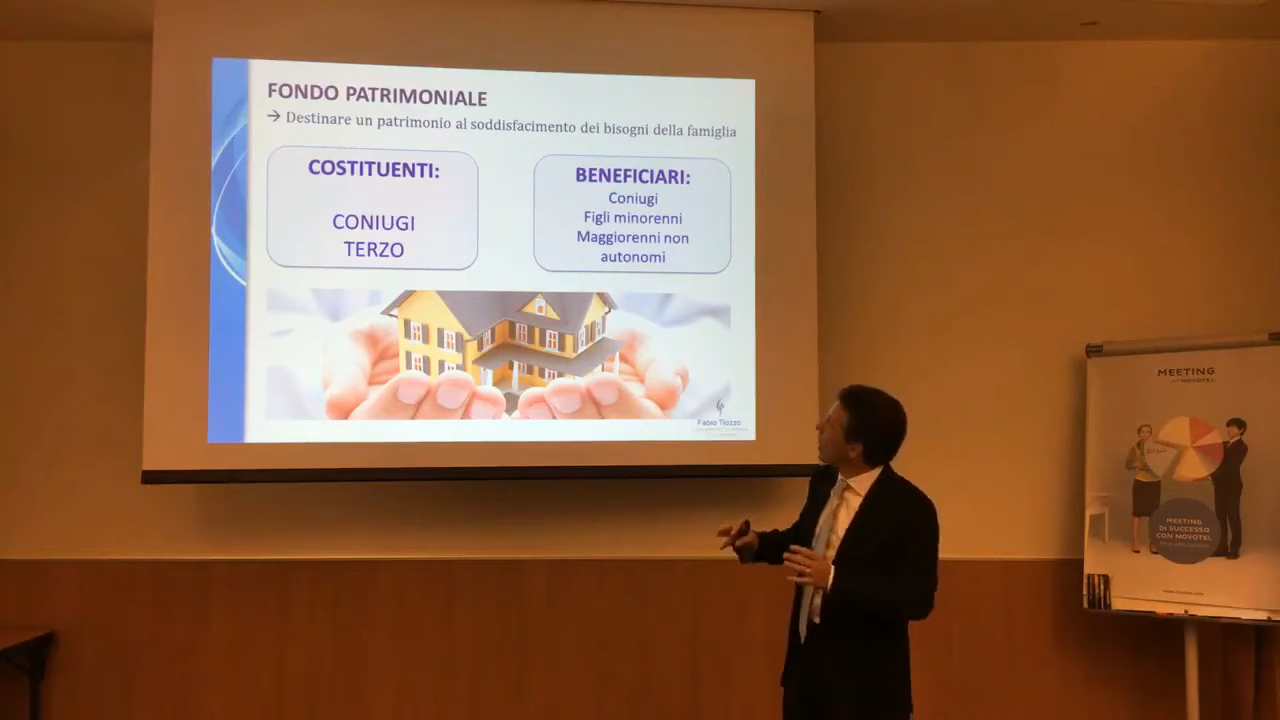 FONDO PATRIMONIALE
→ Destinare un patrimonio al soddisfacimento dei bisogni della famiglia
COSTITUENTI:
CONIUGI
TERZO
BENEFICIARI:
Coniugi
Figli minorenni
Maggiorenni non
autonomi
Fabio Tiozzo
MEETING
NOVOTEL
MEETING
DI SUCCESSO
CON NOVOTEL